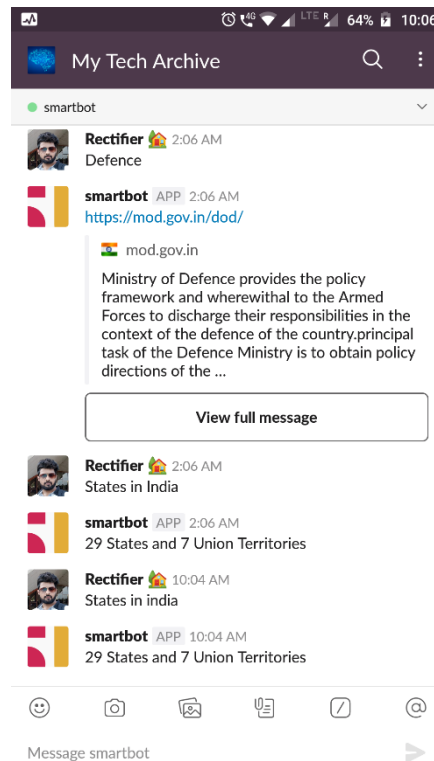 4G LTE R 64% 10:06
My Tech Archive
smartbot
Rectifier 2:06 AM
Defence
smartbot APP 2:06 AM
https://mod.gov.in/dod/
mod.gov.in
Ministry of Defence provides the policy
framework and wherewithal to the Armed
Forces to discharge their responsibilities in the
context of the defence of the country.principal
task of the Defence Ministry is to obtain policy
directions of the ...
View full message
Rectifier 2:06 AM
States in India
smartbot APP 2:06 AM
29 States and 7 Union Territories
Rectifier 10:04 AM
States in india
smartbot APP 10:04 AM
29 States and 7 Union Territories
Message smartbot